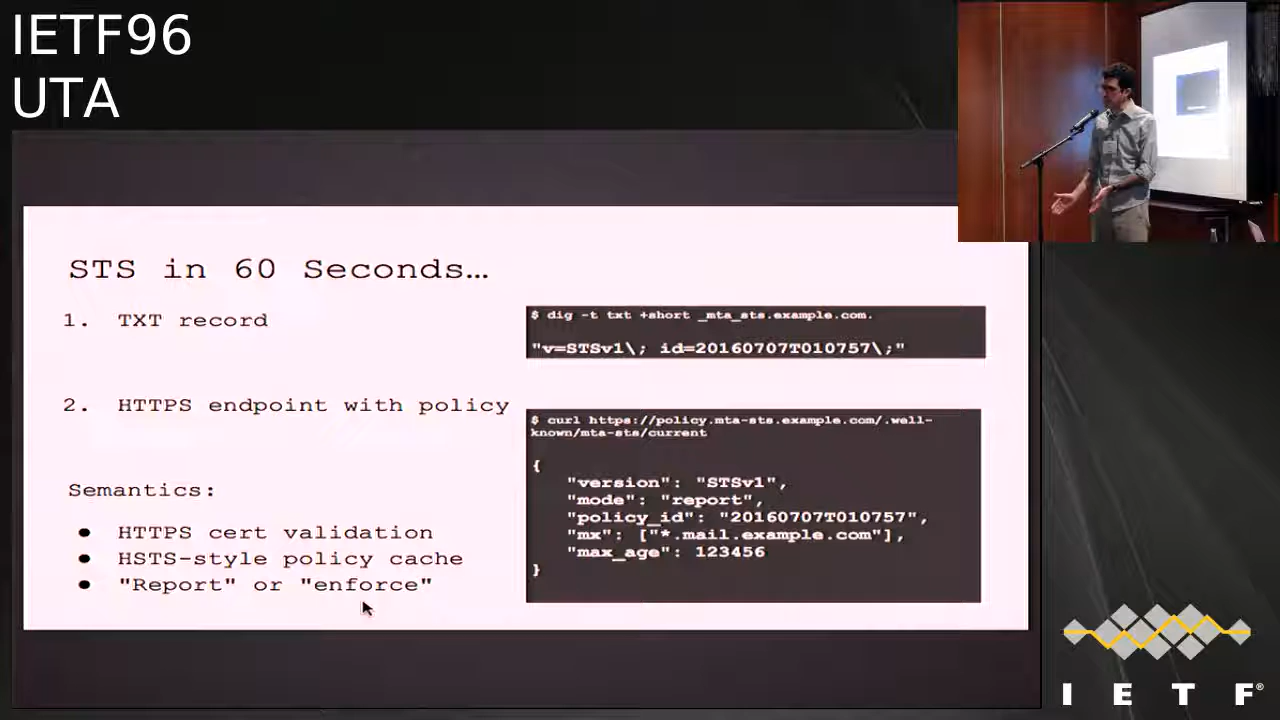 IETF96
UTA
STS in 60 Seconds…
1. TXT record
$ dig -t txt +short _mta_sts.example.com.
"v=STSv1\; id=20160707T010757\;"
2. HTTPS endpoint with policy
$ curl https://policy.mta-sts.example.com/.well-
known/mta-sts/current
{
"version": "STSv1",
"mode": "report",
"policy_id": "20160707T010757",
"mx": ["*.mail.example.com"],
"max_age": 123456
}
Semantics:
● HTTPS cert validation
● HSTS-style policy cache
● "Report" or "enforce"
I E T F®